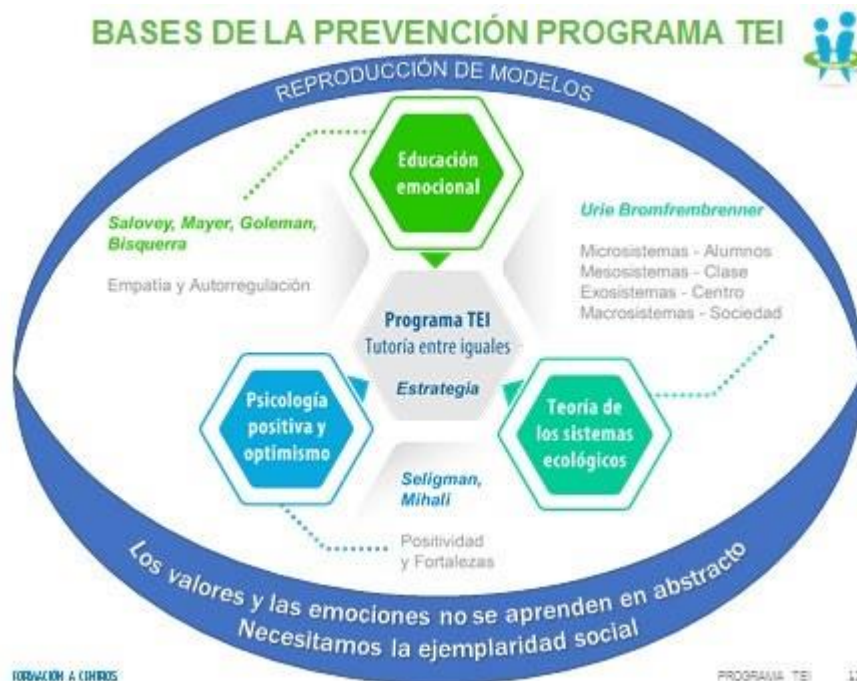 BASES DE LA PREVENCIÓN PROGRAMA TEI
REPRODUCCIÓN DE MODELOS
Educación
emocional
Salovey, Mayer, Goleman,
Bisquerra
Empatía y Autorregulación
Urie Bromfrembrenner
Microsistemas - Alumnos
Mesosistemas - Clase
Exosistemas - Centro
Macrosistemas - Sociedad
Programa TEI
Tutoría entre iguales
Estrategia
Psicología
positiva y
optimismo
Teoría de
los sistemas
ecológicos
Seligman,
Mihali
Positividad
y Fortalezas
Los valores y las emociones no se aprenden en abstracto
Necesitamos la ejemplaridad social
FORMACIÓN A CENTROS
PROGRAMA TEI